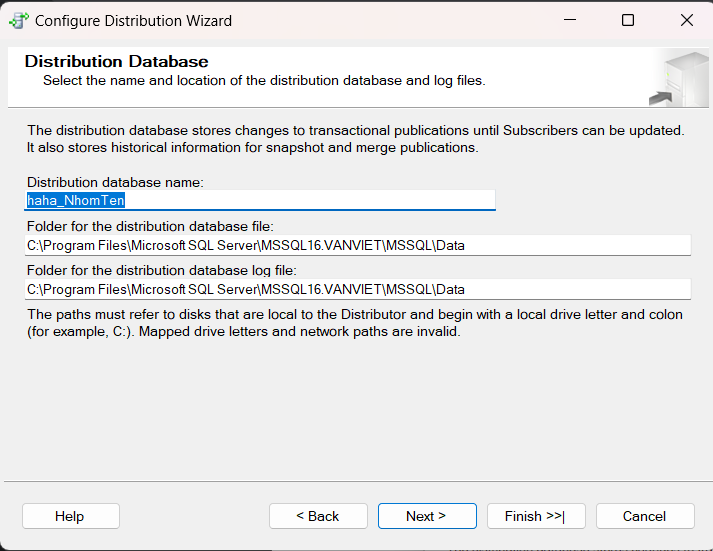 Configure Distribution Wizard
Distribution Database
Select the name and location of the distribution database and log files.
The distribution database stores changes to transactional publications until Subscribers can be updated.
It also stores historical information for snapshot and merge publications.
Distribution database name:
haha_NhomTen
Folder for the distribution database file:
C:\Program Files\Microsoft SQL Server\MSSQL16.VANVIET\MSSQL\Data
Folder for the distribution database log file:
C:\Program Files\Microsoft SQL Server\MSSQL16.VANVIET\MSSQL\Data
The paths must refer to disks that are local to the Distributor and begin with a local drive letter and colon
(for example, C:). Mapped drive letters and network paths are invalid.
Help
< Back
Next >
Finish >>|
Cancel